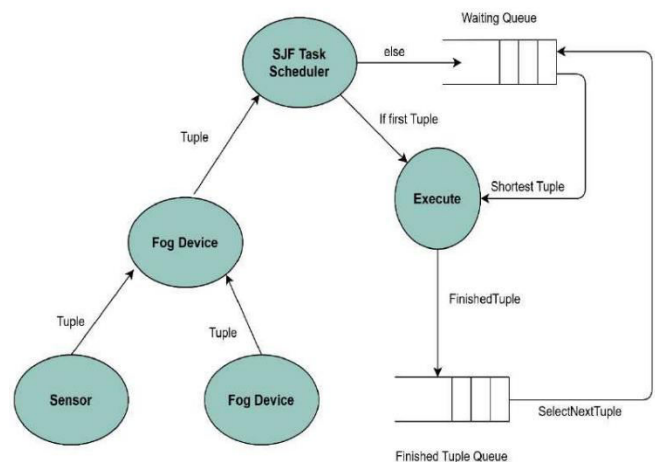 Waiting Queue
SJF Task
Scheduler
else
If first Tuple
Tuple
Shortest Tuple
Execute
Fog Device
FinishedTuple
Tuple
Tuple
Sensor
Fog Device
SelectNextTuple
Finished Tuple Queue